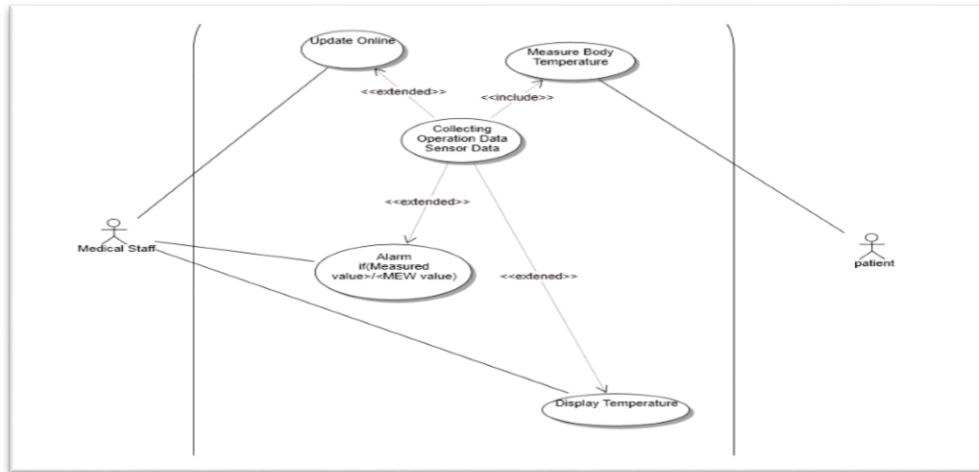 Update Online
Measure Body
Temperature
<<extended>>
<<include>>
Collecting
Operation Data
Sensor Data
<<extended>>
Medical Staff
Alarm
if(Measured
value>/<MEW value)
patient
<<extened>>
Display Temperature